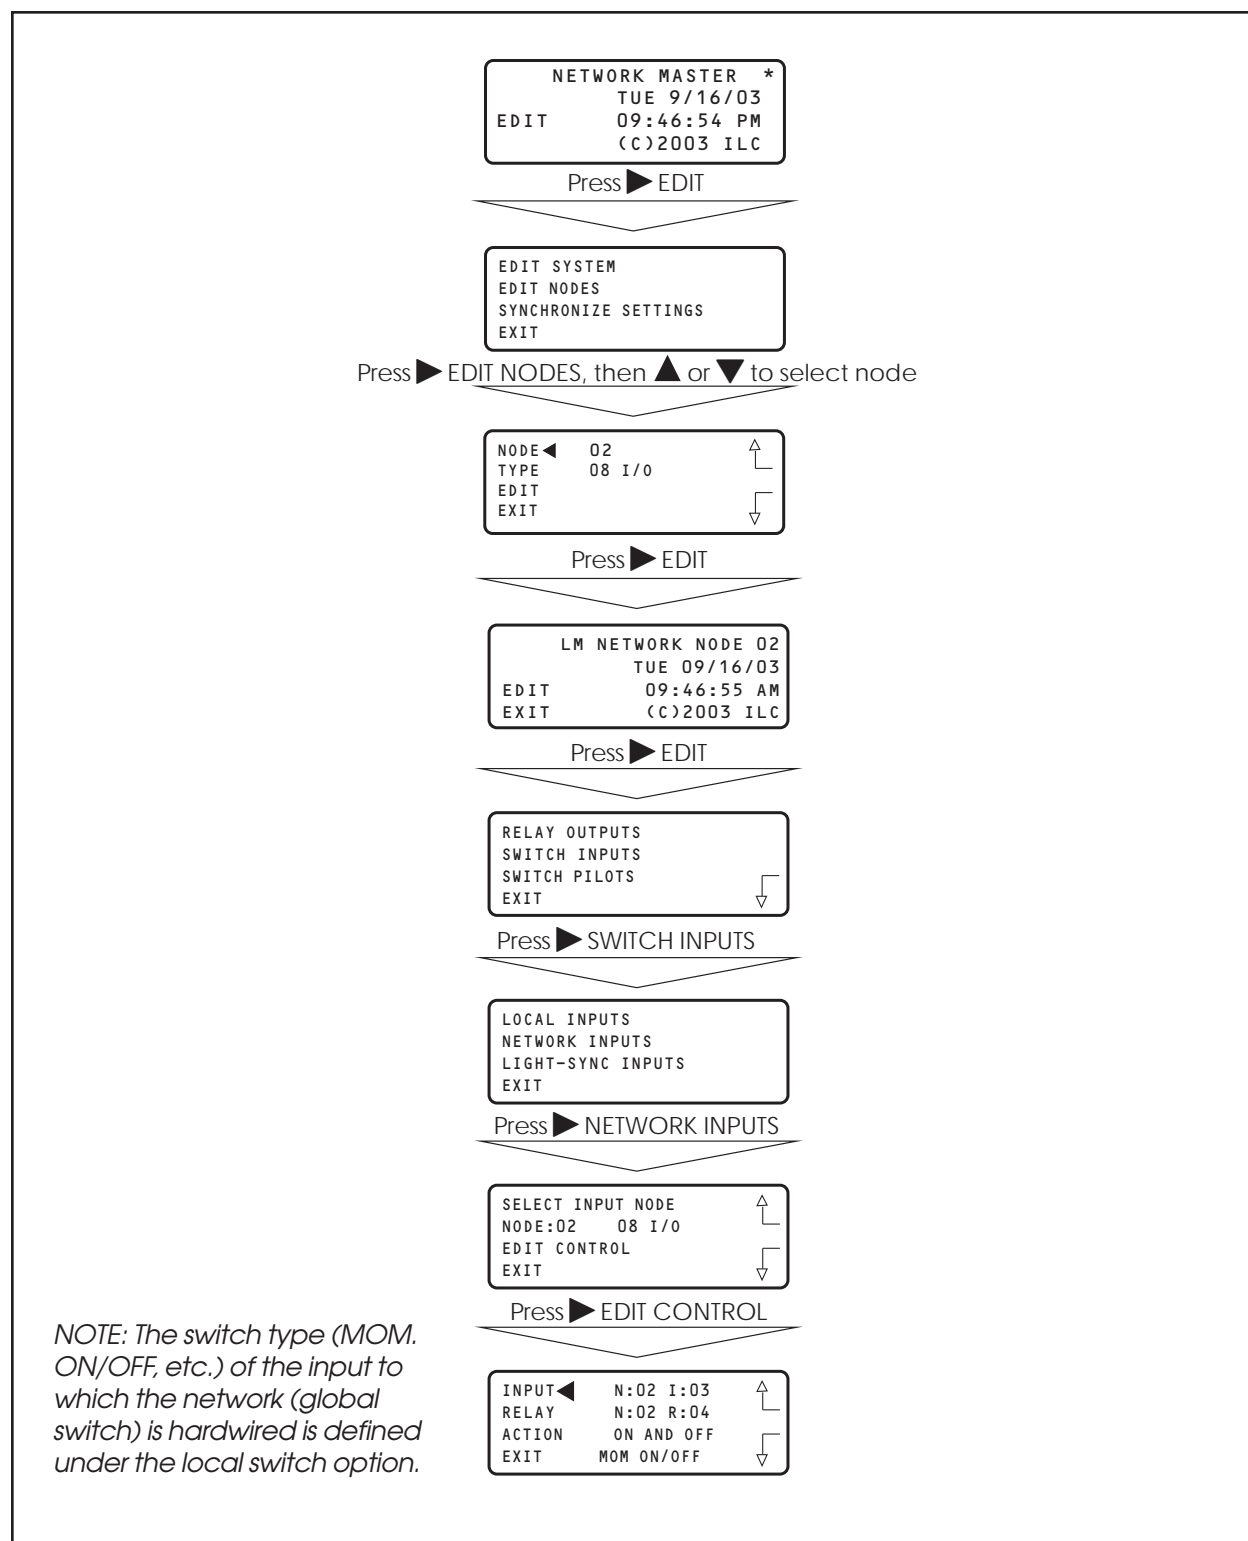 NETWORK MASTER *
TUE 9/16/03
EDIT 09:46:54 PM
(C)2003 ILC
Press ▶ EDIT
EDIT SYSTEM
EDIT NODES
SYNCHRONIZE SETTINGS
EXIT
Press ▶ EDIT NODES, then ▲ or ▼ to select node
NODE◀ 02
TYPE 08 I/O
EDIT
EXIT
Press ▶ EDIT
LM NETWORK NODE 02
TUE 09/16/03
EDIT 09:46:55 AM
EXIT (C)2003 ILC
Press ▶ EDIT
RELAY OUTPUTS
SWITCH INPUTS
SWITCH PILOTS
EXIT
Press ▶ SWITCH INPUTS
LOCAL INPUTS
NETWORK INPUTS
LIGHT-SYNC INPUTS
EXIT
Press ▶ NETWORK INPUTS
SELECT INPUT NODE
NODE:02 08 I/O
EDIT CONTROL
EXIT
Press ▶ EDIT CONTROL
INPUT◀ N:02 I:03
RELAY N:02 R:04
ACTION ON AND OFF
EXIT MOM ON/OFF
NOTE: The switch type (MOM.
ON/OFF, etc.) of the input to
which the network (global
switch) is hardwired is defined
under the local switch option.